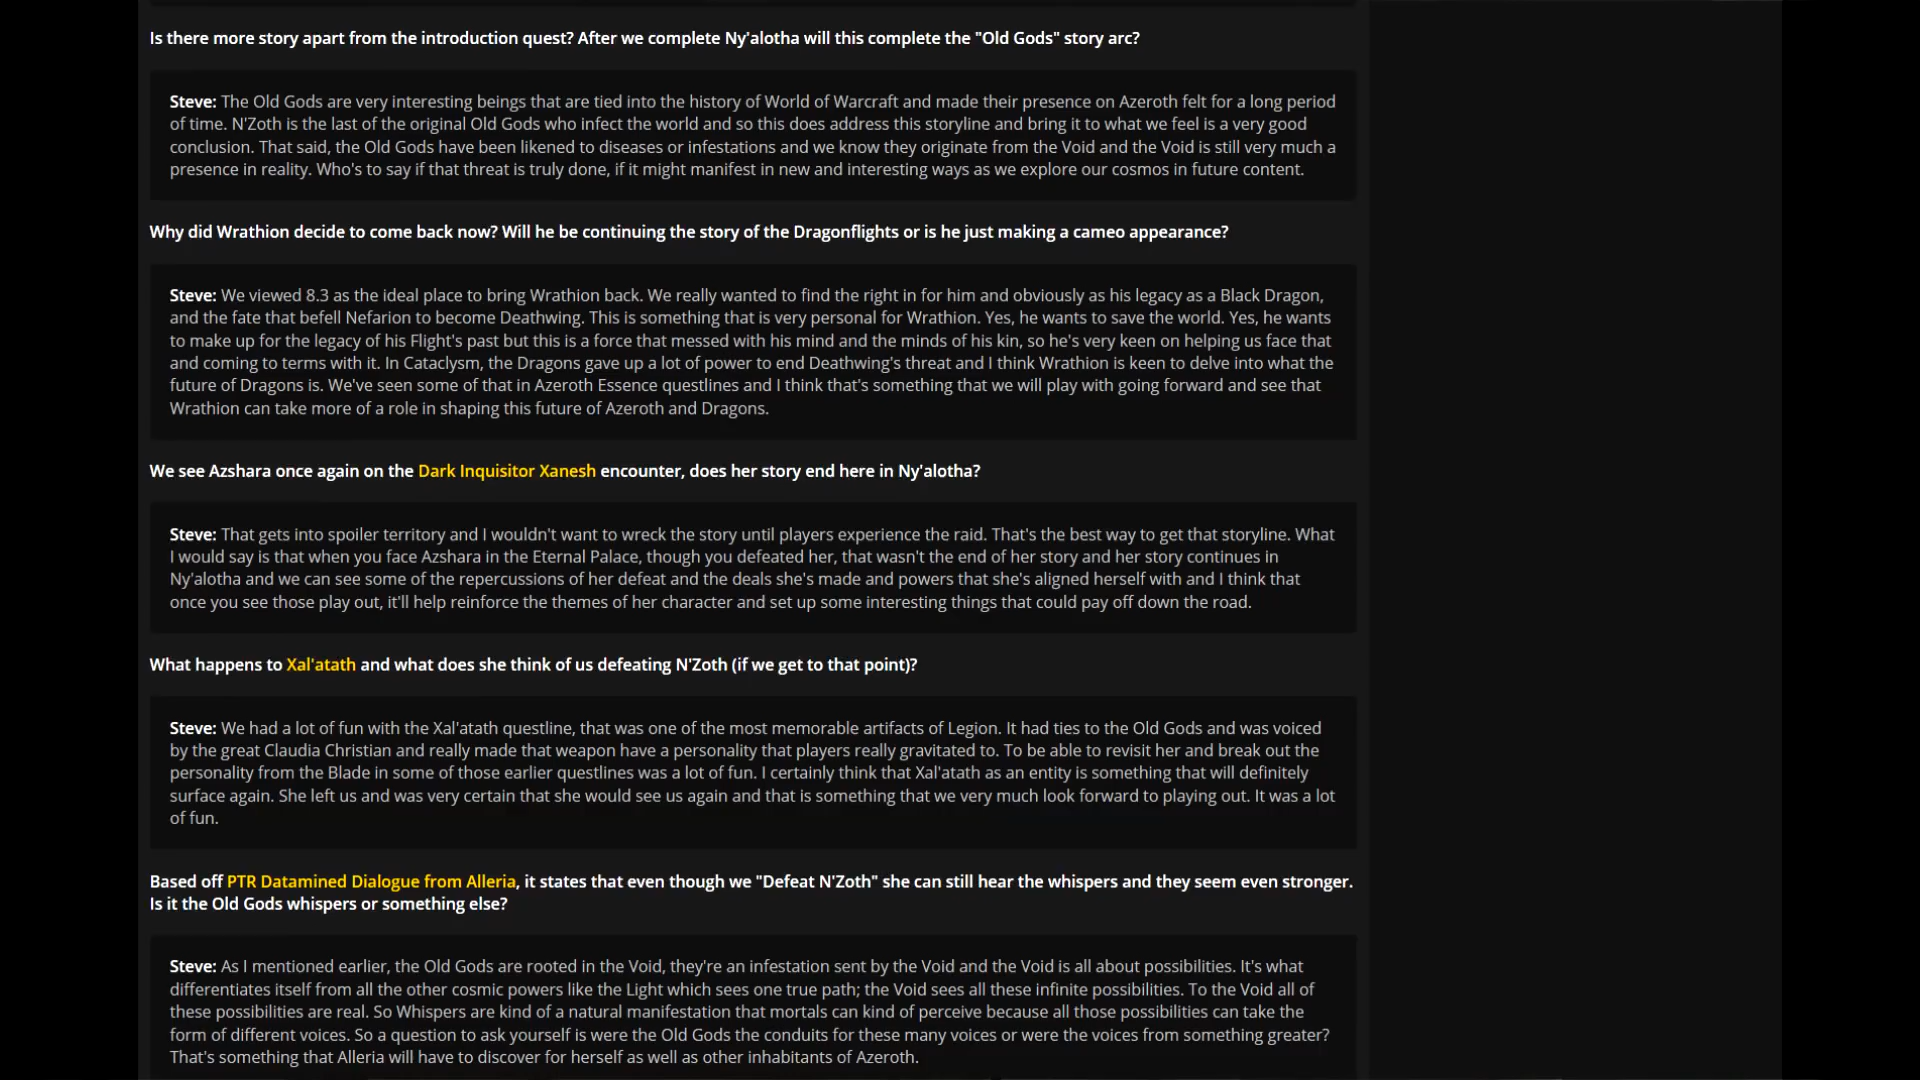 Is there more story apart from the introduction quest? After we complete Ny'alotha will this complete the "Old Gods" story arc?
Steve: The Old Gods are very interesting beings that are tied into the history of World of Warcraft and made their presence on Azeroth felt for a long period
of time. N'Zoth is the last of the original Old Gods who infect the world and so this does address this storyline and bring it to what we feel is a very good
conclusion. That said, the Old Gods have been likened to diseases or infestations and we know they originate from the Void and the Void is still very much a
presence in reality. Who's to say if that threat is truly done, if it might manifest in new and interesting ways as we explore our cosmos in future content.
Why did Wrathion decide to come back now? Will he be continuing the story of the Dragonflights or is he just making a cameo appearance?
Steve: We viewed 8.3 as the ideal place to bring Wrathion back. We really wanted to find the right in for him and obviously as his legacy as a Black Dragon,
and the fate that befell Nefarion to become Deathwing. This is something that is very personal for Wrathion. Yes, he wants to save the world. Yes, he wants
to make up for the legacy of his Flight's past but this is a force that messed with his mind and the minds of his kin, so he's very keen on helping us face that
and coming to terms with it. In Cataclysm, the Dragons gave up a lot of power to end Deathwing's threat and I think Wrathion is keen to delve into what the
future of Dragons is. We've seen some of that in Azeroth Essence questlines and I think that's something that we will play with going forward and see that
Wrathion can take more of a role in shaping this future of Azeroth and Dragons.
We see Azshara once again on the Dark Inquisitor Xanesh encounter, does her story end here in Ny'alotha?
Steve: That gets into spoiler territory and I wouldn't want to wreck the story until players experience the raid. That's the best way to get that storyline. What
I would say is that when you face Azshara in the Eternal Palace, though you defeated her, that wasn't the end of her story and her story continues in
Ny'alotha and we can see some of the repercussions of her defeat and the deals she's made and powers that she's aligned herself with and I think that
once you see those play out, it'll help reinforce the themes of her character and set up some interesting things that could pay off down the road.
What happens to Xal'atath and what does she think of us defeating N'Zoth (if we get to that point)?
Steve: We had a lot of fun with the Xal'atath questline, that was one of the most memorable artifacts of Legion. It had ties to the Old Gods and was voiced
by the great Claudia Christian and really made that weapon have a personality that players really gravitated to. To be able to revisit her and break out the
personality from the Blade in some of those earlier questlines was a lot of fun. I certainly think that Xal'atath as an entity is something that will definitely
surface again. She left us and was very certain that she would see us again and that is something that we very much look forward to playing out. It was a lot
of fun.
Based off PTR Datamined Dialogue from Alleria, it states that even though we "Defeat N'Zoth" she can still hear the whispers and they seem even stronger.
Is it the Old Gods whispers or something else?
Steve: As I mentioned earlier, the Old Gods are rooted in the Void, they're an infestation sent by the Void and the Void is all about possibilities. It's what
differentiates itself from all the other cosmic powers like the Light which sees one true path; the Void sees all these infinite possibilities. To the Void all of
these possibilities are real. So Whispers are kind of a natural manifestation that mortals can kind of perceive because all those possibilities can take the
form of different voices. So a question to ask yourself is were the Old Gods the conduits for these many voices or were the voices from something greater?
That's something that Alleria will have to discover for herself as well as other inhabitants of Azeroth.